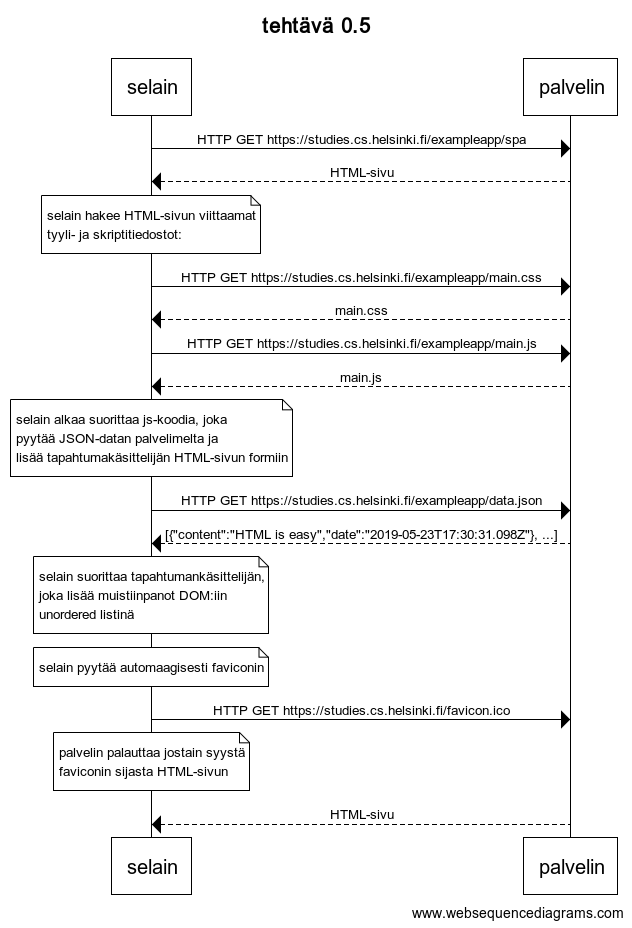 tehtävä 0.5
selain
palvelin
HTTP GET https://studies.cs.helsinki.fi/exampleapp/spa
HTML-sivu
selain hakee HTML-sivun viittaamat
tyyli- ja skriptitiedostot:
HTTP GET https://studies.cs.helsinki.fi/exampleapp/main.css
main.css
HTTP GET https://studies.cs.helsinki.fi/exampleapp/main.js
main.js
selain alkaa suorittaa js-koodia, joka
pyytää JSON-datan palvelimelta ja
lisää tapahtumakäsittelijän HTML-sivun formiin
HTTP GET https://studies.cs.helsinki.fi/exampleapp/data.json
[{"content":"HTML is easy","date":"2019-05-23T17:30:31.098Z"}, ...]
selain suorittaa tapahtumankäsittelijän,
joka lisää muistiinpanot DOM:iin
unordered listinä
selain pyytää automaagisesti faviconin
HTTP GET https://studies.cs.helsinki.fi/favicon.ico
palvelin palauttaa jostain syystä
faviconin sijasta HTML-sivun
HTML-sivu
selain
palvelin
www.websequencediagrams.com